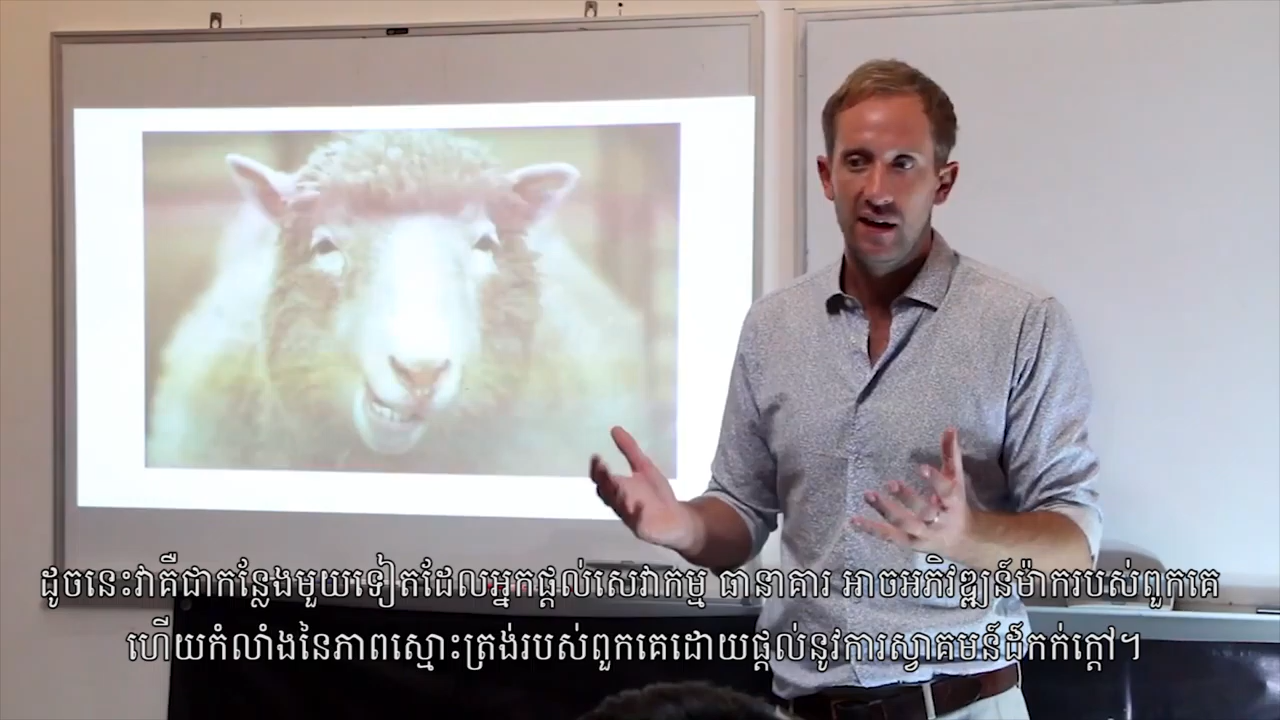 ដូចនេះវាគឺជាកន្លែងមួយទៀតដែលអ្នកផ្ដល់សេវាកម្ម ធានាគារ អាចអភិវឌ្ឍន៍ម៉ាករបស់ពួកគេ
ហើយកំលាំងនៃភាពស្មោះត្រង់របស់ពួកគេដោយផ្ដល់នូវការស្វាគមន៍ដ៏កក់ក្ដៅ។